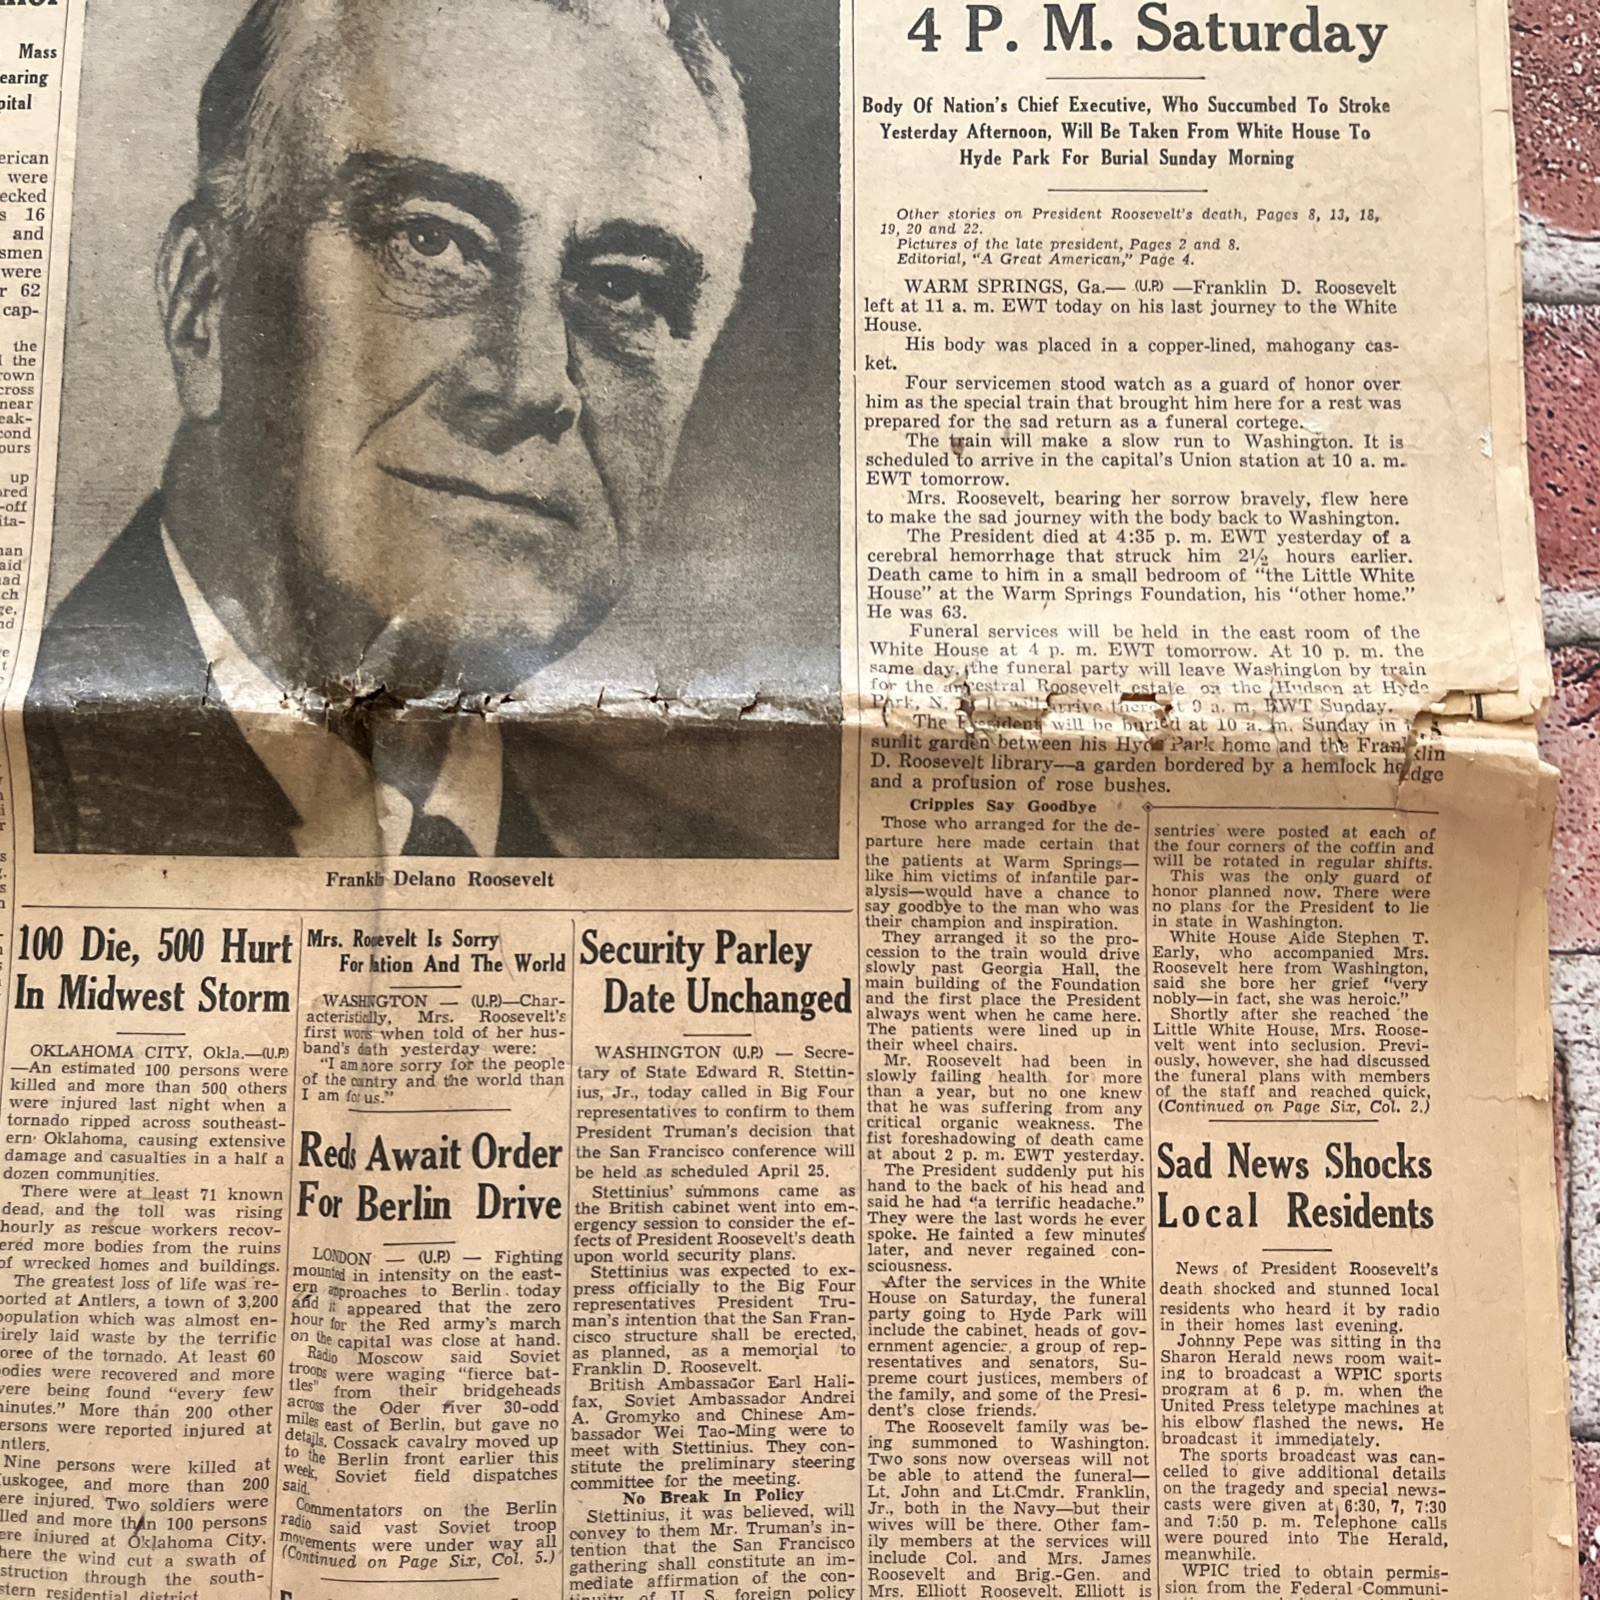 Mass
earing
pital
erican
were
ecked
s 16
and
smen
were
r 62
cap-
the
the
rown
cross
near
eak-
cond
ours
up
ored
-off
ita-
Franklin Delano Roosevelt
100 Die, 500 Hurt
In Midwest Storm
OKLAHOMA CITY, Okla.—(U.P.)
—An estimated 100 persons were
killed and more than 500 others
were injured last night when a
tornado ripped across southeast-
ern Oklahoma, causing extensive
damage and casualties in a half a
dozen communities.
There were at least 71 known
dead, and the toll was rising
hourly as rescue workers recov-
ered more bodies from the ruins
of wrecked homes and buildings.
The greatest loss of life was re-
ported at Antlers, a town of 3,200
population which was almost en-
tirely laid waste by the terrific
force of the tornado. At least 60
bodies were recovered and more
were being found "every few
minutes." More than 200 other
persons were reported injured at
Antlers.
Nine persons were killed at
Muskogee, and more than 200
were injured. Two soldiers were
killed and more than 100 persons
were injured at Oklahoma City,
where the wind cut a swath of
struction through the south-
stern residential district.
Mrs. Roosevelt Is Sorry
For Nation And The World
WASHINGTON — (U.P.)—Char-
acteristically, Mrs. Roosevelt's
first words when told of her hus-
band's death yesterday were:
"I am more sorry for the people
of the country and the world than
I am for us."
Reds Await Order
For Berlin Drive
LONDON — (U.P.) — Fighting
mounted in intensity on the east-
ern approaches to Berlin today
and it appeared that the zero
hour for the Red army's march
on the capital was close at hand.
Radio Moscow said Soviet
troops were waging "fierce bat-
tles" from their bridgeheads
across the Oder river 30-odd
miles east of Berlin, but gave no
details. Cossack cavalry moved up
to the Berlin front earlier this
week, Soviet field dispatches
said.
Commentators on the Berlin
radio said vast Soviet troop
movements were under way all
(Continued on Page Six, Col. 5.)
Security Parley
Date Unchanged
WASHINGTON (U.P.) — Secre-
tary of State Edward R. Stettin-
ius, Jr., today called in Big Four
representatives to confirm to them
President Truman's decision that
the San Francisco conference will
be held as scheduled April 25.
Stettinius' summons came as
the British cabinet went into em-
ergency session to consider the ef-
fects of President Roosevelt's death
upon world security plans.
Stettinius was expected to ex-
press officially to the Big Four
representatives President Tru-
man's intention that the San Fran-
cisco structure shall be erected,
as planned, as a memorial to
Franklin D. Roosevelt.
British Ambassador Earl Hali-
fax, Soviet Ambassador Andrei
A. Gromyko and Chinese Am-
bassador Wei Tao-Ming were to
meet with Stettinius. They con-
stitute the preliminary steering
committee for the meeting.
No Break In Policy
Stettinius, it was believed, will
convey to them Mr. Truman's in-
tention that the San Francisco
gathering shall constitute an im-
mediate affirmation of the con-
tinuity of U. S. foreign policy
4 P. M. Saturday
Body Of Nation's Chief Executive, Who Succumbed To Stroke
Yesterday Afternoon, Will Be Taken From White House To
Hyde Park For Burial Sunday Morning
Other stories on President Roosevelt's death, Pages 8, 13, 18,
19, 20 and 22.
Pictures of the late president, Pages 2 and 8.
Editorial, "A Great American," Page 4.
WARM SPRINGS, Ga.— (U.P.) —Franklin D. Roosevelt
left at 11 a. m. EWT today on his last journey to the White
House.
His body was placed in a copper-lined, mahogany cas-
ket.
Four servicemen stood watch as a guard of honor over
him as the special train that brought him here for a rest was
prepared for the sad return as a funeral cortege.
The train will make a slow run to Washington. It is
scheduled to arrive in the capital's Union station at 10 a. m.
EWT tomorrow.
Mrs. Roosevelt, bearing her sorrow bravely, flew here
to make the sad journey with the body back to Washington.
The President died at 4:35 p. m. EWT yesterday of a
cerebral hemorrhage that struck him 2½ hours earlier.
Death came to him in a small bedroom of "the Little White
House" at the Warm Springs Foundation, his "other home."
He was 63.
Funeral services will be held in the east room of the
White House at 4 p. m. EWT tomorrow. At 10 p. m. the
same day, the funeral party will leave Washington by train
for the ancestral Roosevelt estate on the Hudson at Hyde
Park, N. It will arrive there at 9 a. m. EWT Sunday.
The President will be buried at 10 a. m. Sunday in
sunlit garden between his Hyde Park home and the Franklin
D. Roosevelt library—a garden bordered by a hemlock hedge
and a profusion of rose bushes.
Cripples Say Goodbye
Those who arranged for the de-
parture here made certain that
the patients at Warm Springs—
like him victims of infantile par-
alysis—would have a chance to
say goodbye to the man who was
their champion and inspiration.
They arranged it so the pro-
cession to the train would drive
slowly past Georgia Hall, the
main building of the Foundation
and the first place the President
always went when he came here.
The patients were lined up in
their wheel chairs.
Mr. Roosevelt had been in
slowly failing health for more
than a year, but no one knew
that he was suffering from any
critical organic weakness. The
fist foreshadowing of death came
at about 2 p. m. EWT yesterday.
The President suddenly put his
hand to the back of his head and
said he had "a terrific headache."
They were the last words he ever
spoke. He fainted a few minutes
later, and never regained con-
sciousness.
After the services in the White
House on Saturday, the funeral
party going to Hyde Park will
include the cabinet, heads of gov-
ernment agencies, a group of rep-
resentatives and senators, Su-
preme court justices, members of
the family, and some of the Presi-
dent's close friends.
The Roosevelt family was be-
ing summoned to Washington.
Two sons now overseas will not
be able to attend the funeral—
Lt. John and Lt.Cmdr. Franklin,
Jr., both in the Navy—but their
wives will be there. Other fam-
ily members at the services will
include Col. and Mrs. James
Roosevelt and Brig.-Gen. and
Mrs. Elliott Roosevelt. Elliott is
sentries were posted at each of
the four corners of the coffin and
will be rotated in regular shifts.
This was the only guard of
honor planned now. There were
no plans for the President to lie
in state in Washington.
White House Aide Stephen T.
Early, who accompanied Mrs.
Roosevelt here from Washington,
said she bore her grief "very
nobly—in fact, she was heroic."
Shortly after she reached the
Little White House, Mrs. Roose-
velt went into seclusion. Previ-
ously, however, she had discussed
the funeral plans with members
of the staff and reached quick,
(Continued on Page Six, Col. 2.)
Sad News Shocks
Local Residents
News of President Roosevelt's
death shocked and stunned local
residents who heard it by radio
in their homes last evening.
Johnny Pepe was sitting in the
Sharon Herald news room wait-
ing to broadcast a WPIC sports
program at 6 p. m. when the
United Press teletype machines at
his elbow flashed the news. He
broadcast it immediately.
The sports broadcast was can-
celled to give additional details
on the tragedy and special news-
casts were given at 6:30, 7, 7:30
and 7:50 p. m. Telephone calls
were poured into The Herald,
meanwhile.
WPIC tried to obtain permis-
sion from the Federal Communi-